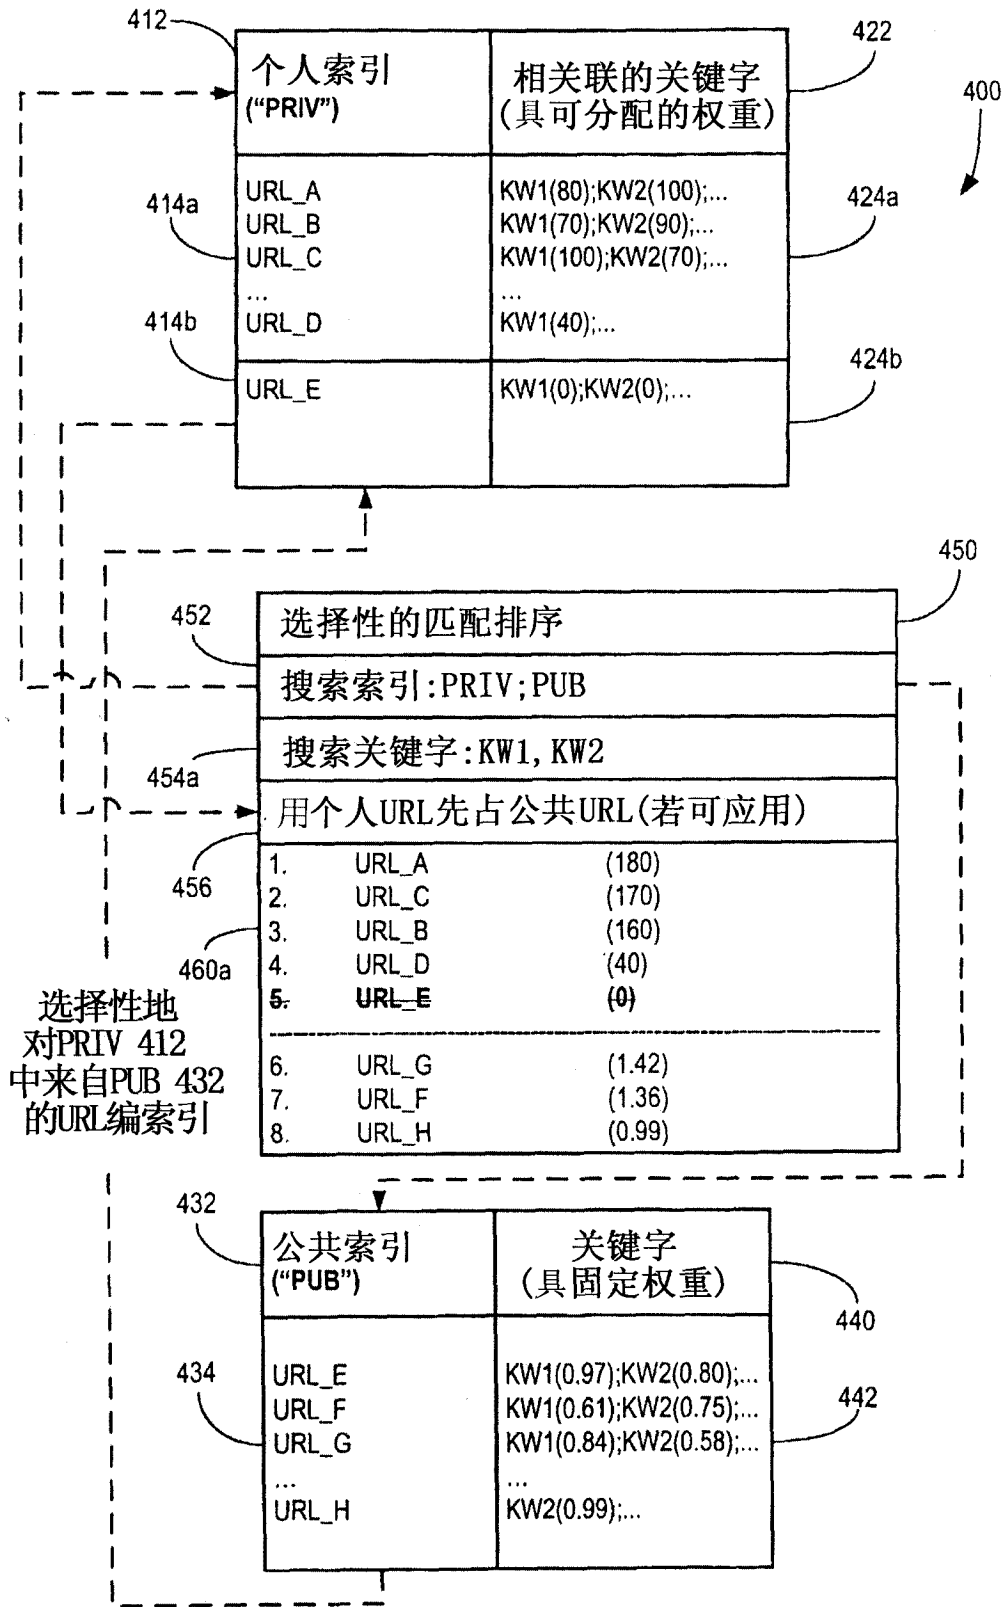 412
422
400
个人索引
("PRIV")
相关联的关键字
(具可分配的权重)
414a
424a
URL_A KW1(80);KW2(100);...
URL_B KW1(70);KW2(90);...
URL_C KW1(100);KW2(70);...
... ...
URL_D KW1(40);...
414b
424b
URL_E KW1(0);KW2(0);...
450
选择性的匹配排序
452
搜索索引:PRIV;PUB
搜索关键字:KW1,KW2
454a
用个人URL先占公共URL(若可应用)
456
1. URL_A (180)
2. URL_C (170)
3. URL_B (160)
4. URL_D (40)
5. URL_E (0)
6. URL_G (1.42)
7. URL_F (1.36)
8. URL_H (0.99)
460a
选择性地
对PRIV 412
中来自PUB 432
的URL编索引
432
公共索引
("PUB")
关键字
(具固定权重)
440
434
442
URL_E KW1(0.97);KW2(0.80);...
URL_F KW1(0.61);KW2(0.75);...
URL_G KW1(0.84);KW2(0.58);...
... ...
URL_H KW2(0.99);...